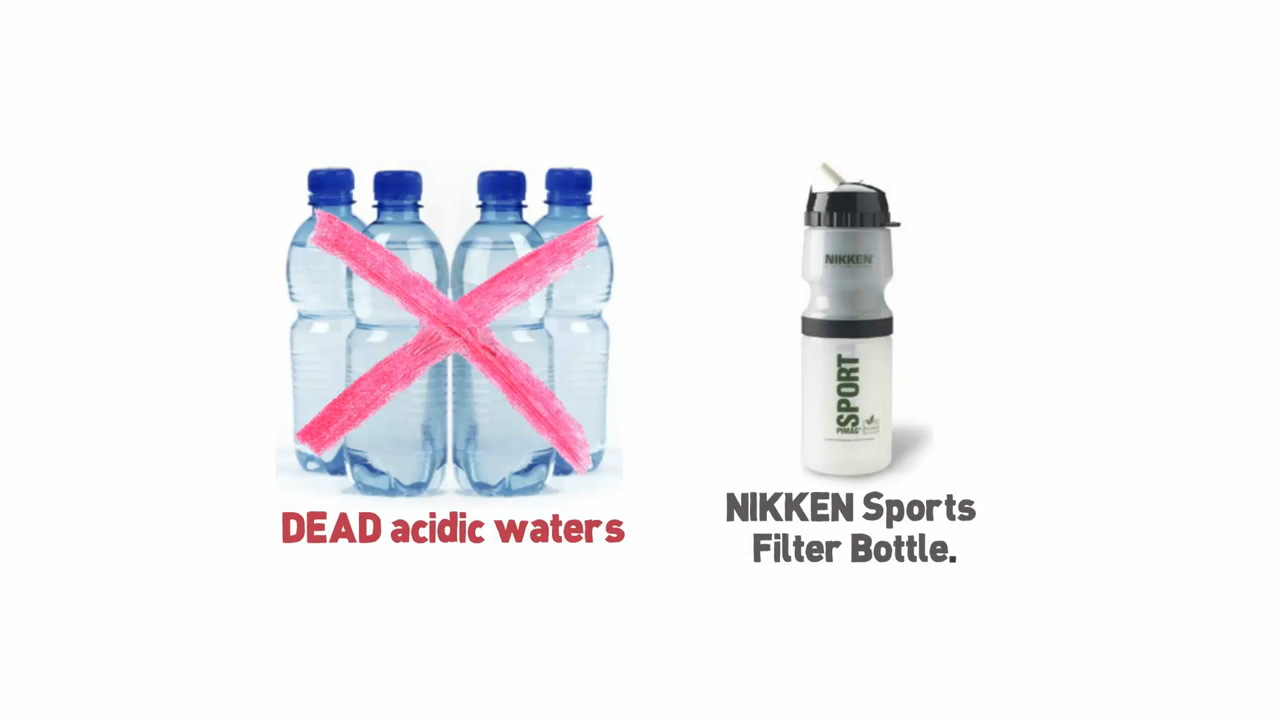 DEAD acidic waters
NIKKEN
SPORT
PIMAG
NIKKEN Sports
Filter Bottle.